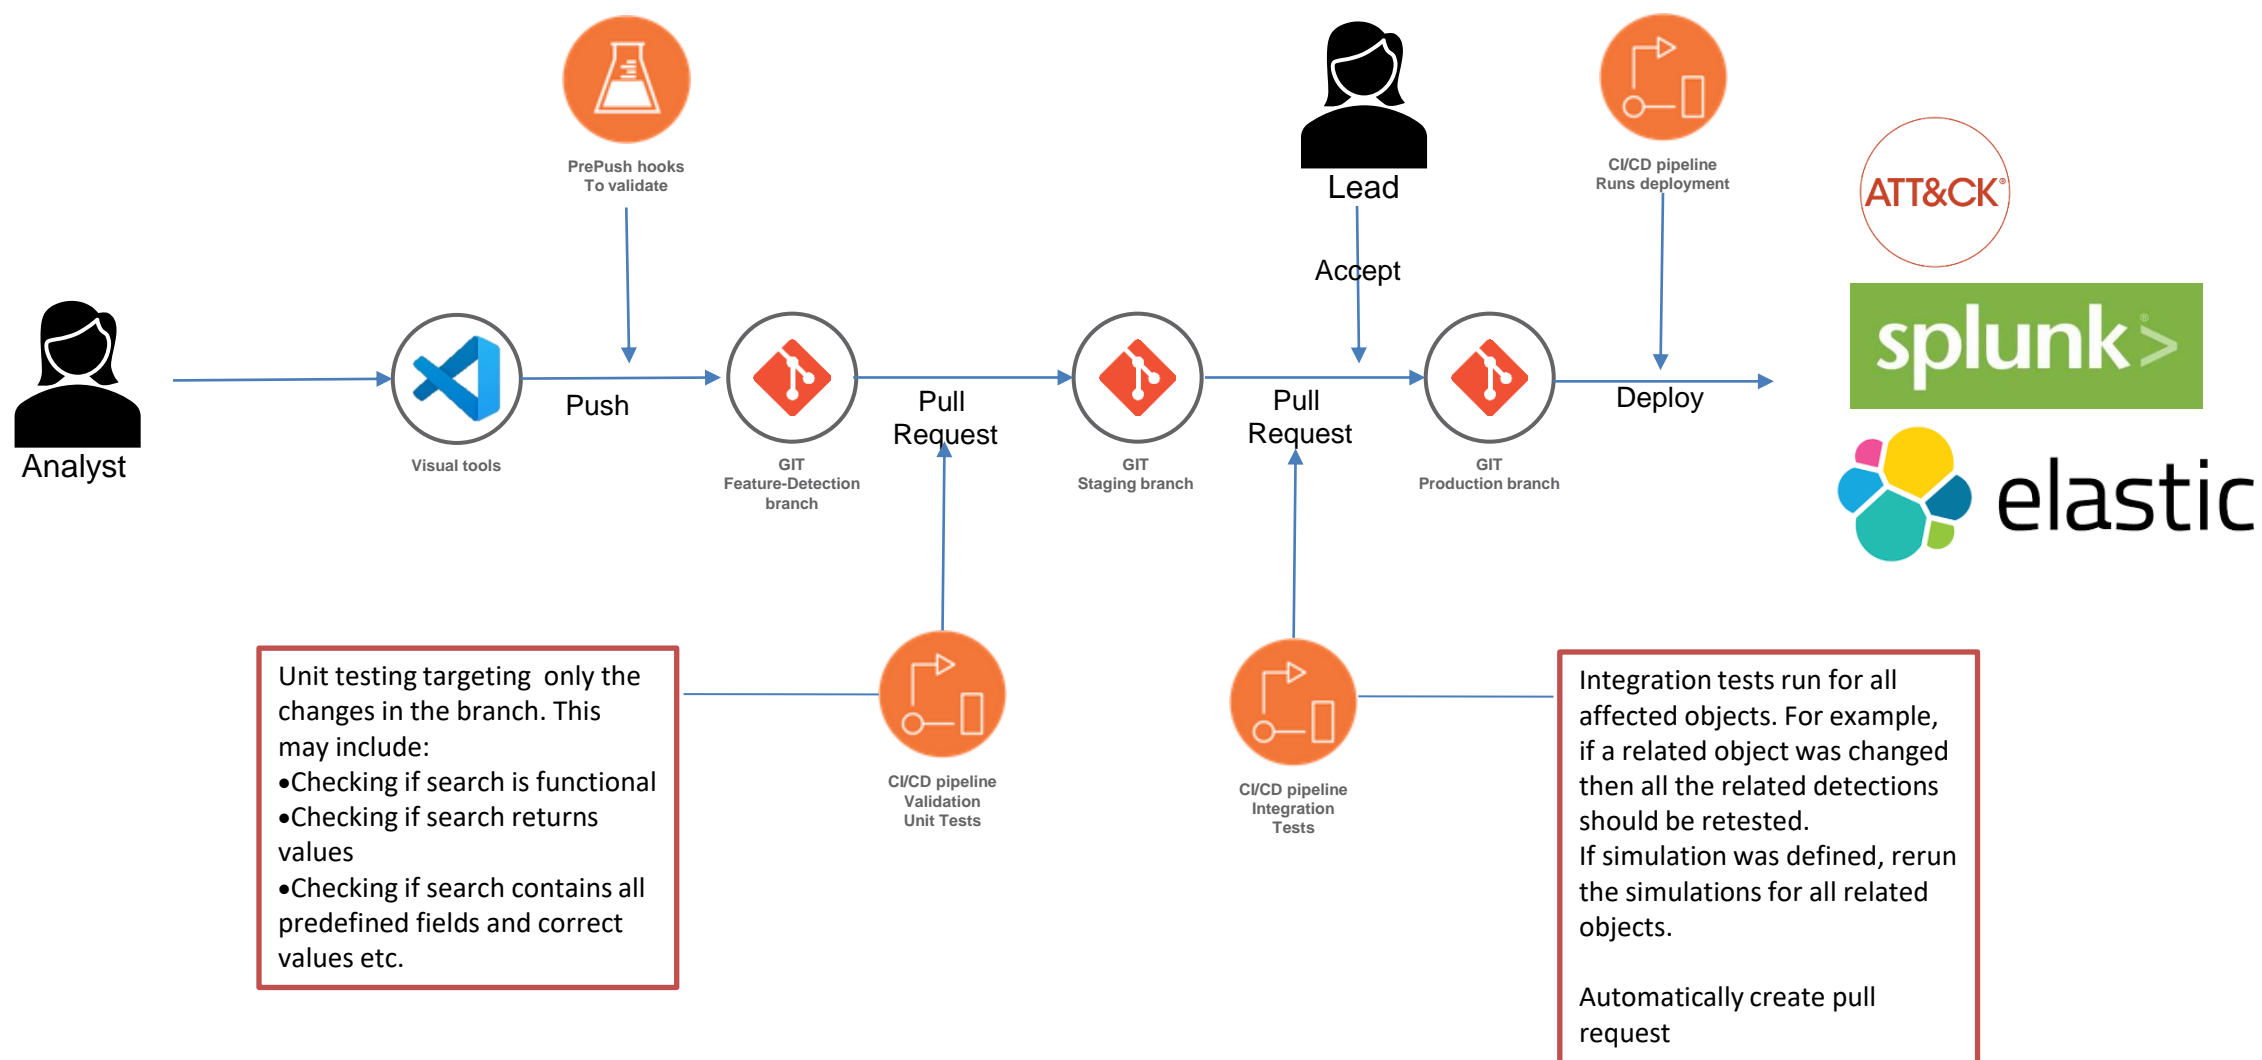 PrePush hooks
To validate
Lead
Accept
CI/CD pipeline
Runs deployment
ATT&CK®
splunk>
elastic
Analyst
Visual tools
Push
GIT
Feature-Detection
branch
Pull
Request
GIT
Staging branch
Pull
Request
GIT
Production branch
Deploy
Unit testing targeting  only the
changes in the branch. This
may include:
•Checking if search is functional
•Checking if search returns
values
•Checking if search contains all
predefined fields and correct
values etc.
CI/CD pipeline
Validation
Unit Tests
CI/CD pipeline
Integration
Tests
Integration tests run for all
affected objects. For example,
if a related object was changed
then all the related detections
should be retested.
If simulation was defined, rerun
the simulations for all related
objects.
Automatically create pull
request